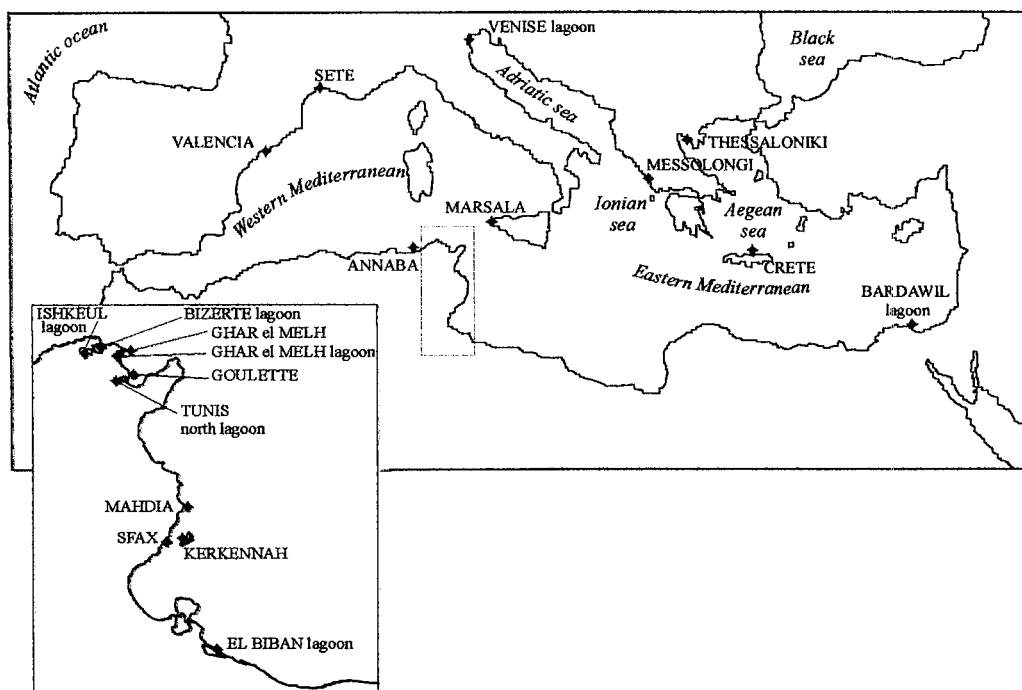 VENISE lagoon
Atlantic ocean
Black
sea
Adriatic sea
SETE
VALENCIA
THESSALONIKI
MESSOLONGI
Western Mediterranean
MARSALA
Ionian
sea
Aegean
sea
ANNABA
CRETE
Eastern Mediterranean
BARDAWIL
lagoon
ISHKEUL
lagoon
BIZERTE lagoon
GHAR el MELH
GHAR el MELH lagoon
GOULETTE
TUNIS
north lagoon
MAHDIA
SFAX
KERKENNAH
EL BIBAN lagoon